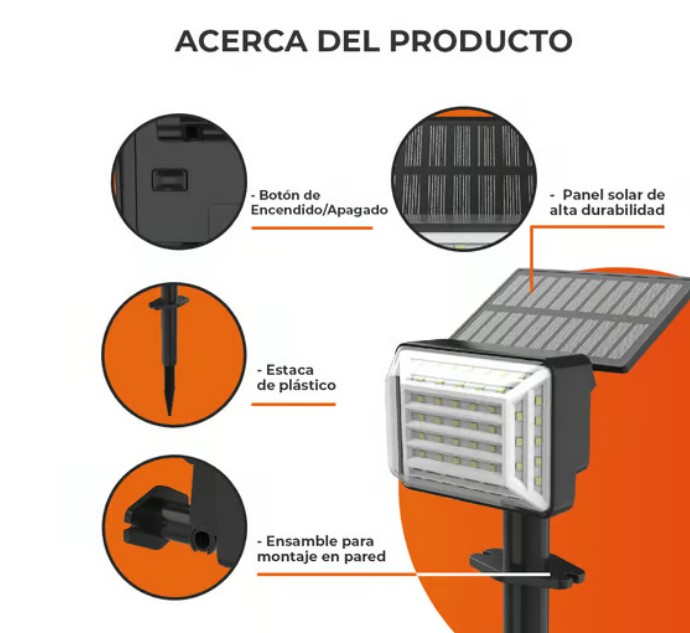 ACERCA DEL PRODUCTO
- Botón de
Encendido/Apagado
- Panel solar de
alta durabilidad
- Estaca
de plástico
- Ensamble para
montaje en pared